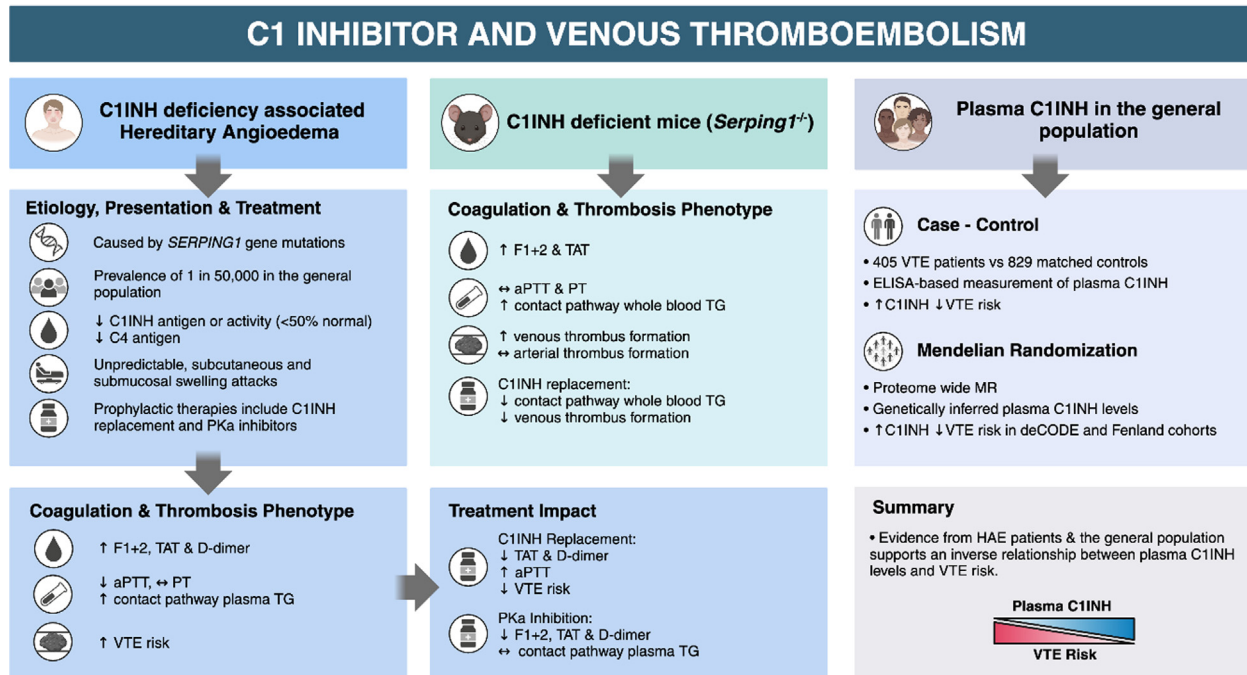 C1 INHIBITOR AND VENOUS THROMBOEMBOLISM
C1INH deficiency associated
Hereditary Angioedema
Etiology, Presentation & Treatment
Caused by SERPING1 gene mutations
Prevalence of 1 in 50,000 in the general
population
↓ C1INH antigen or activity (<50% normal)
↓ C4 antigen
Unpredictable, subcutaneous and
submucosal swelling attacks
Prophylactic therapies include C1INH
replacement and PKa inhibitors
Coagulation & Thrombosis Phenotype
↑ F1+2, TAT & D-dimer
↓ aPTT, ↔ PT
↑ contact pathway plasma TG
↑ VTE risk
C1INH deficient mice (Serping1-/-)
Coagulation & Thrombosis Phenotype
↑ F1+2 & TAT
↔ aPTT & PT
↑ contact pathway whole blood TG
↑ venous thrombus formation
↔ arterial thrombus formation
C1INH replacement:
↓ contact pathway whole blood TG
↓ venous thrombus formation
Treatment Impact
C1INH Replacement:
↓ TAT & D-dimer
↑ aPTT
↓ VTE risk
PKa Inhibition:
↓ F1+2, TAT & D-dimer
↔ contact pathway plasma TG
Plasma C1INH in the general
population
Case - Control
• 405 VTE patients vs 829 matched controls
• ELISA-based measurement of plasma C1INH
• ↑C1INH ↓VTE risk
Mendelian Randomization
• Proteome wide MR
• Genetically inferred plasma C1INH levels
• ↑C1INH ↓VTE risk in deCODE and Fenland cohorts
Summary
• Evidence from HAE patients & the general population
supports an inverse relationship between plasma C1INH
levels and VTE risk.
Plasma C1INH
VTE Risk